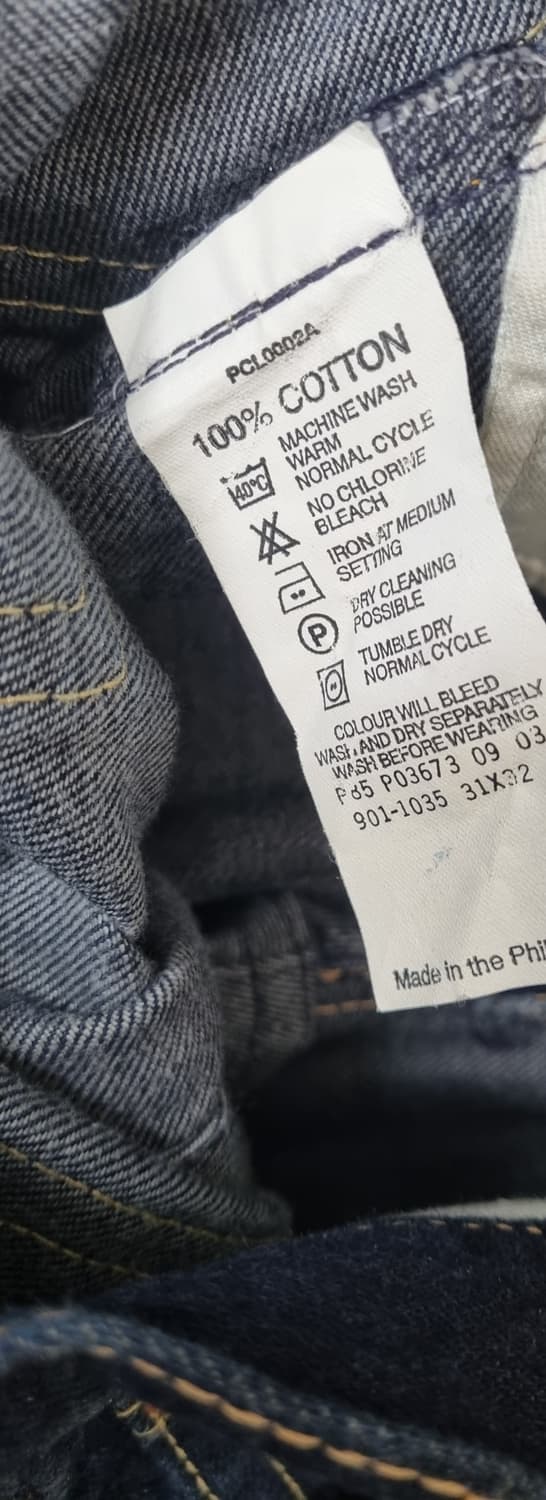 PCL0002A
100% COTTON
MACHINE WASH
WARM
NORMAL CYCLE
40°C
NO CHLORINE
BLEACH
IRON AT MEDIUM
SETTING
DRY CLEANING
POSSIBLE
P
TUMBLE DRY
NORMAL CYCLE
COLOUR WILL BLEED
WASH AND DRY SEPARATELY
WASH BEFORE WEARING
P03673 09 03
901-1035 31X32
Made in the Phi